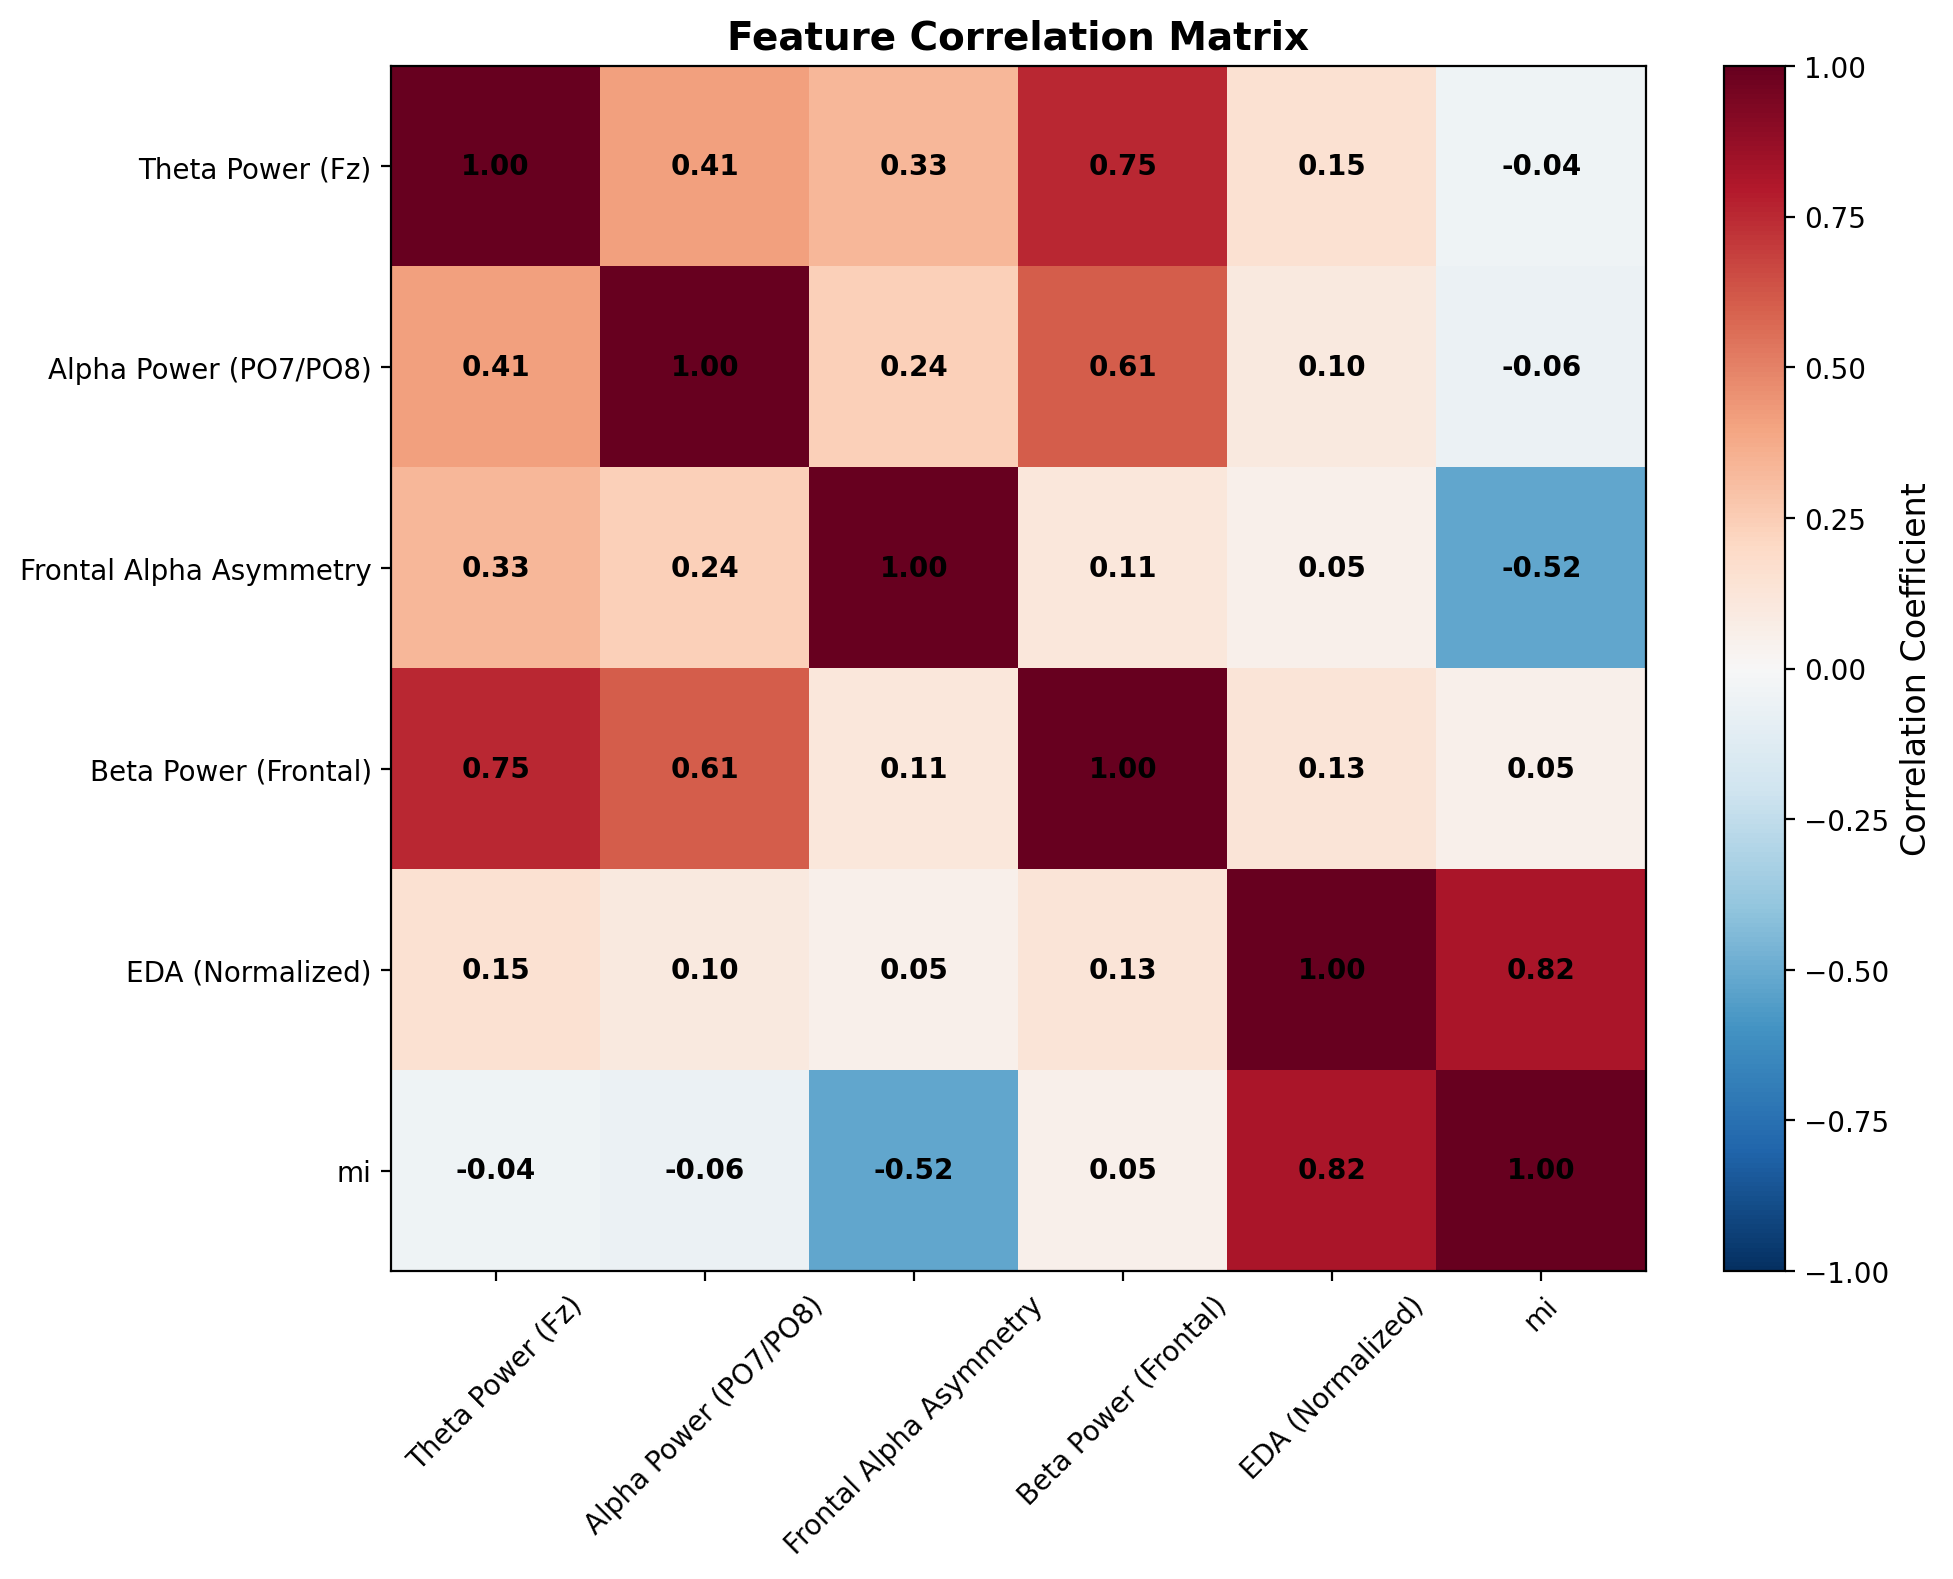 Feature Correlation Matrix
Theta Power (Fz) 1.00 0.41 0.33 0.75 0.15 -0.04
Alpha Power (PO7/PO8) 0.41 1.00 0.24 0.61 0.10 -0.06
Frontal Alpha Asymmetry 0.33 0.24 1.00 0.11 0.05 -0.52
Beta Power (Frontal) 0.75 0.61 0.11 1.00 0.13 0.05
EDA (Normalized) 0.15 0.10 0.05 0.13 1.00 0.82
mi -0.04 -0.06 -0.52 0.05 0.82 1.00
Theta Power (Fz)
Alpha Power (PO7/PO8)
Frontal Alpha Asymmetry
Beta Power (Frontal)
EDA (Normalized)
mi
1.00
0.75
0.50
0.25
0.00
−0.25
−0.50
−0.75
−1.00
Correlation Coefficient